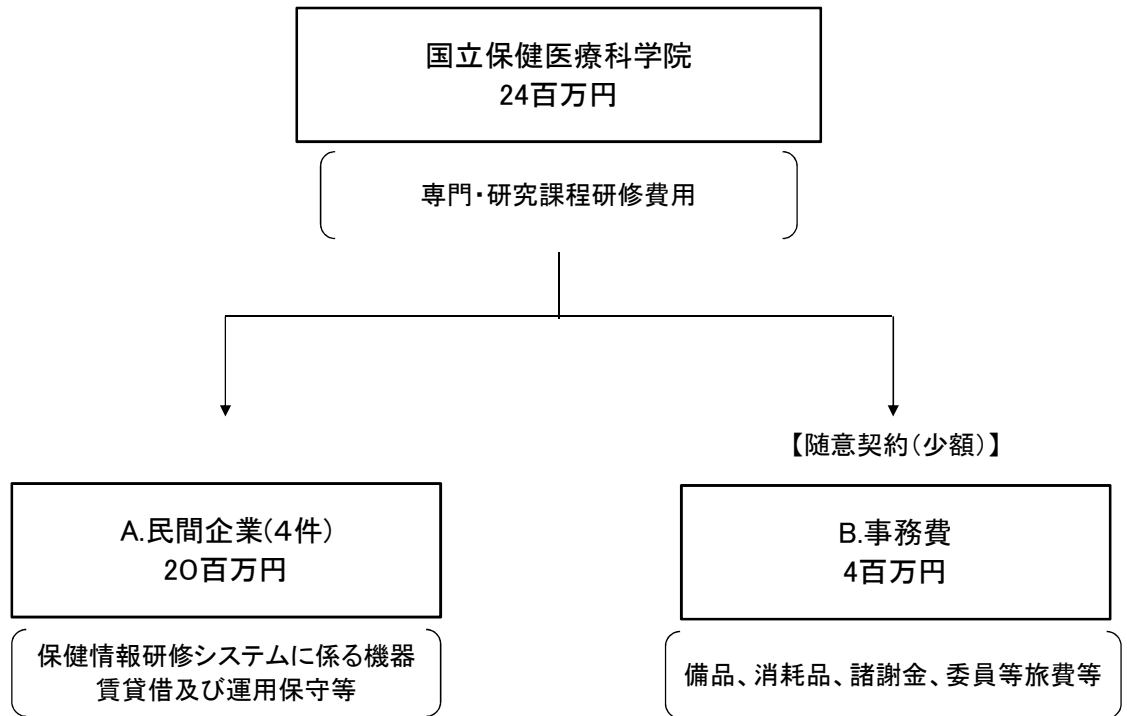 国立保健医療科学院
24百万円
専門・研究課程研修費用
【随意契約(少額)】
A.民間企業(4件)
20百万円
保健情報研修システムに係る機器
賃貸借及び運用保守等
B.事務費
4百万円
備品、消耗品、諸謝金、委員等旅費等